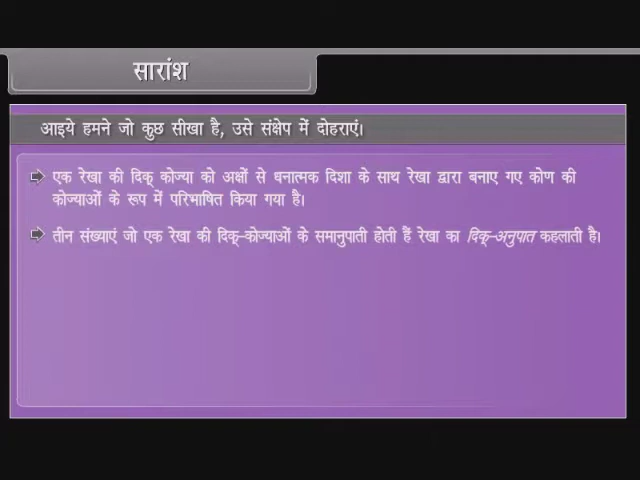 सारांश
आइये हमने जो कुछ सीखा है, उसे संक्षेप में दोहराएं।
एक रेखा की दिक् कोज्या को अक्षों से धनात्मक दिशा के साथ रेखा द्वारा बनाए गए कोण की
कोज्याओं के रूप में परिभाषित किया गया है।
तीन संख्याएं जो एक रेखा की दिक्-कोज्याओं के समानुपाती होती हैं रेखा का दिक्-अनुपात कहलाती है।